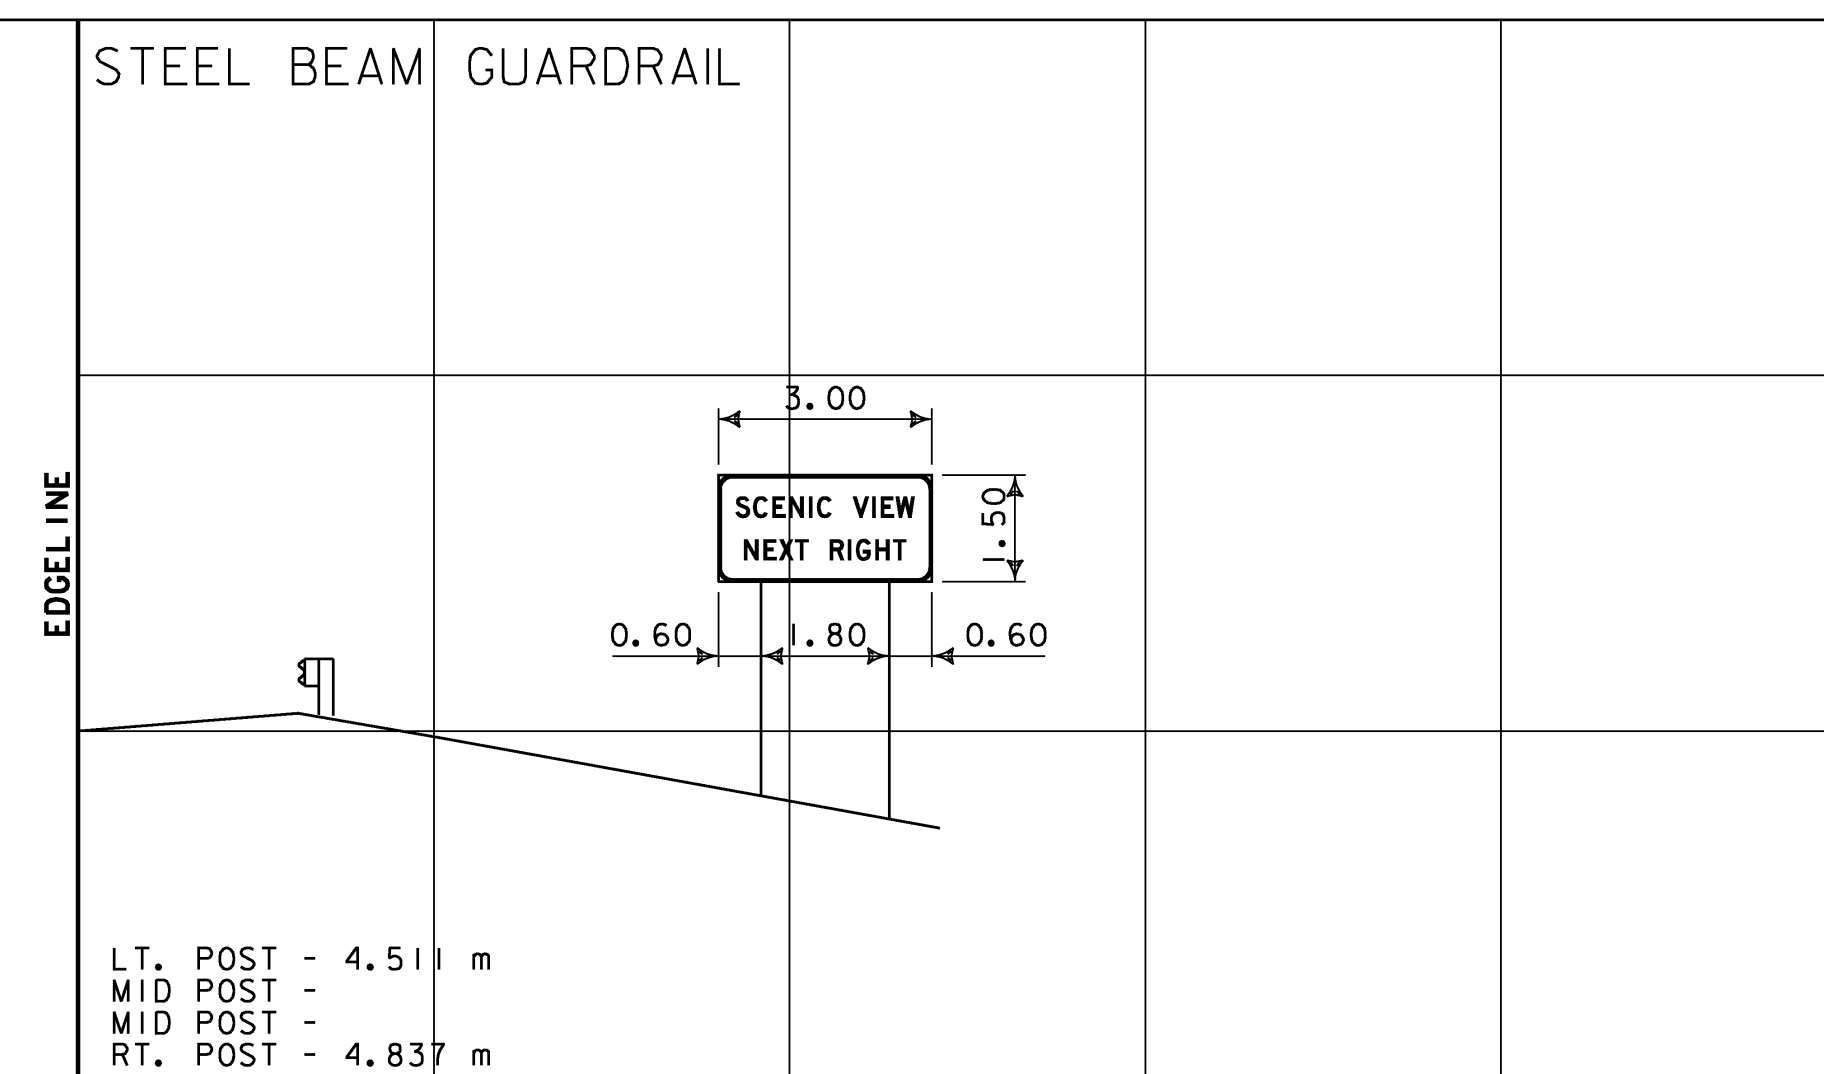 STEEL BEAM GUARDRAIL
3.00
SCENIC VIEW
NEXT RIGHT
1.50
EDGELINE
0.60 1.80 0.60
LT. POST - 4.511 m
MID POST -
MID POST -
RT. POST - 4.837 m